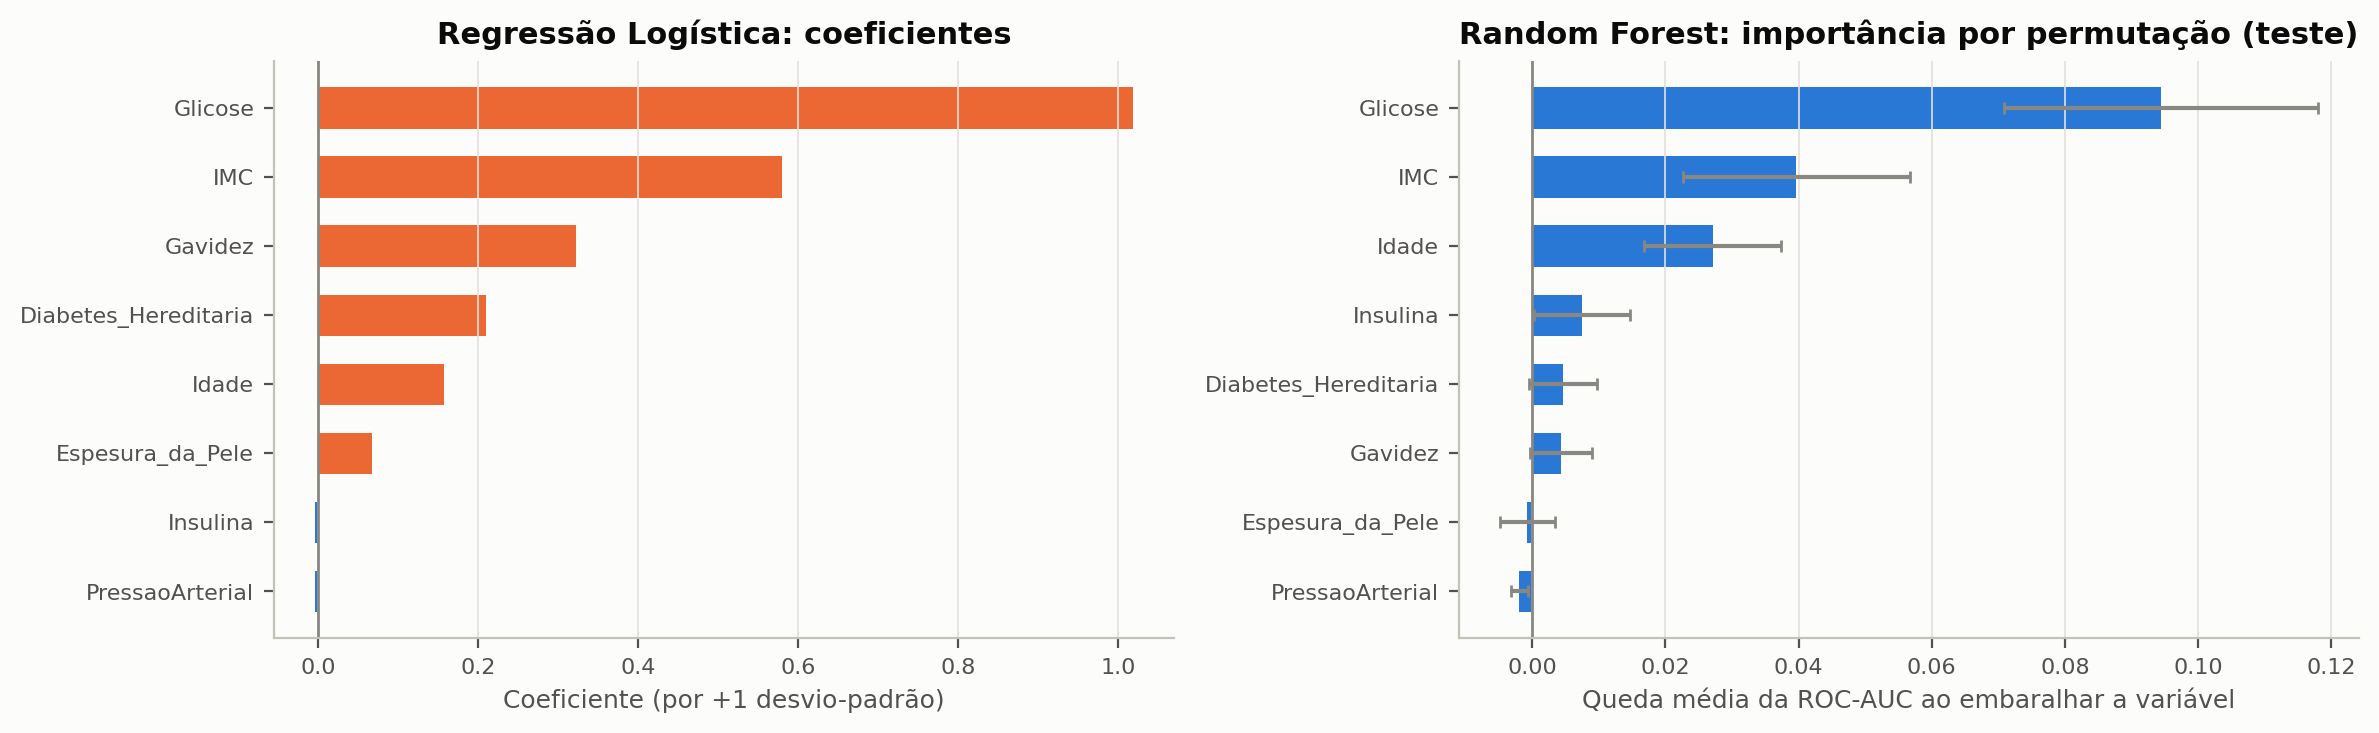 Regressão Logística: coeficientes
Glicose
IMC
Gavidez
Diabetes_Hereditaria
Idade
Espesura_da_Pele
Insulina
PressaoArterial
0.0 0.2 0.4 0.6 0.8 1.0
Coeficiente (por +1 desvio-padrão)
Random Forest: importância por permutação (teste)
Glicose
IMC
Idade
Insulina
Diabetes_Hereditaria
Gavidez
Espesura_da_Pele
PressaoArterial
0.00 0.02 0.04 0.06 0.08 0.10 0.12
Queda média da ROC-AUC ao embaralhar a variável